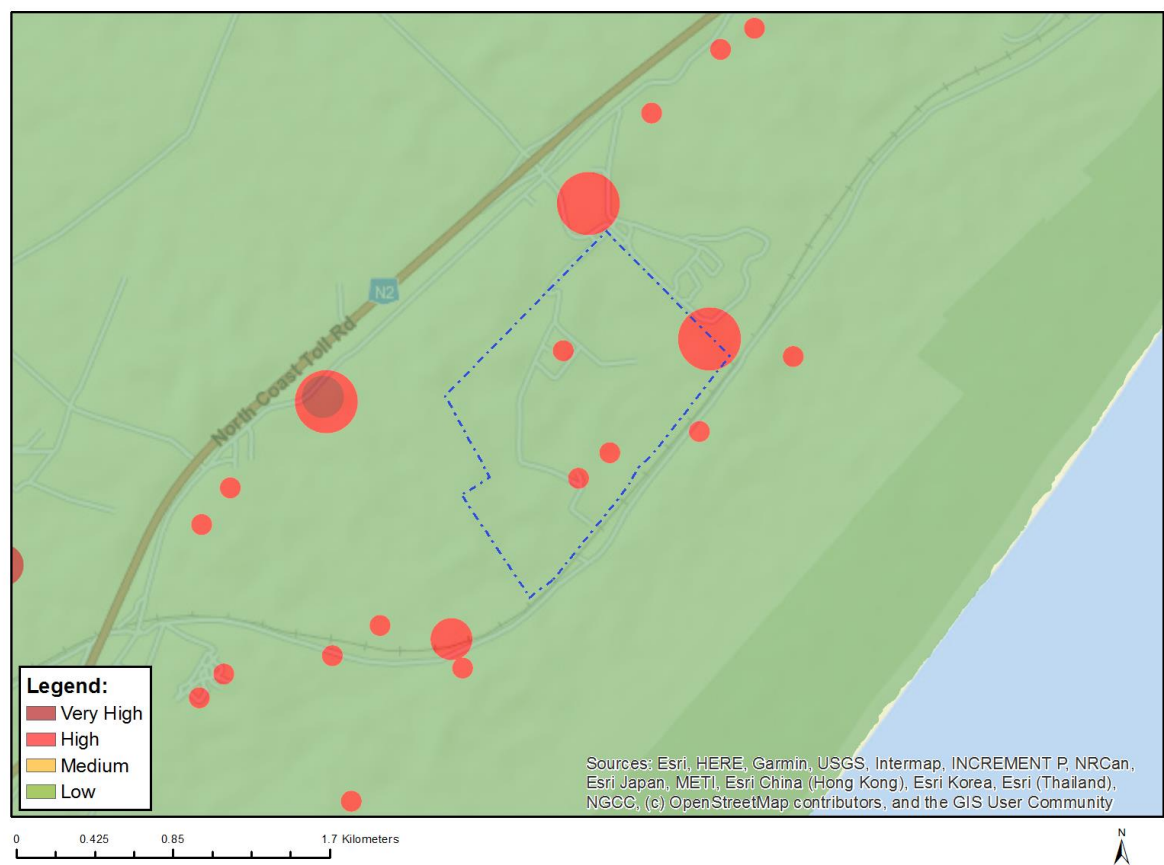 N2
North Coast Toll Rd
Legend:
Very High
High
Medium
Low
Sources: Esri, HERE, Garmin, USGS, Intermap, INCREMENT P, NRCan,
Esri Japan, METI, Esri China (Hong Kong), Esri Korea, Esri (Thailand),
NGCC, (c) OpenStreetMap contributors, and the GIS User Community
0 0.425 0.85 1.7 Kilometers
N